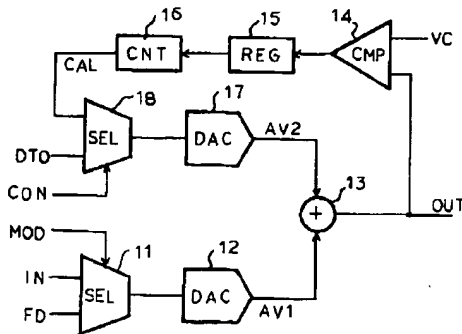 16
15
14
CNT
REG
CMP
VC
CAL
18
17
SEL
DAC
AV2
DTO
CON
13
+
OUT
MOD
11
12
IN
SEL
DAC
FD
AV1